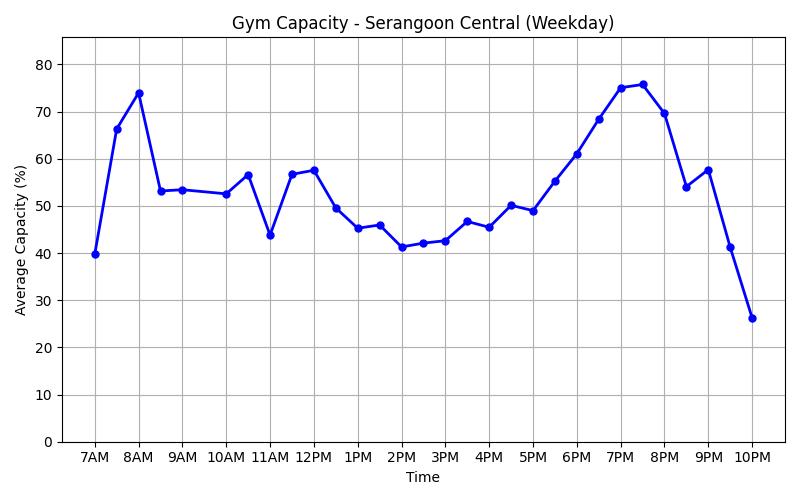 Gym Capacity - Serangoon Central (Weekday)
Average Capacity (%)
80
70
60
50
40
30
20
10
0
7AM 8AM 9AM 10AM 11AM 12PM 1PM 2PM 3PM 4PM 5PM 6PM 7PM 8PM 9PM 10PM
Time